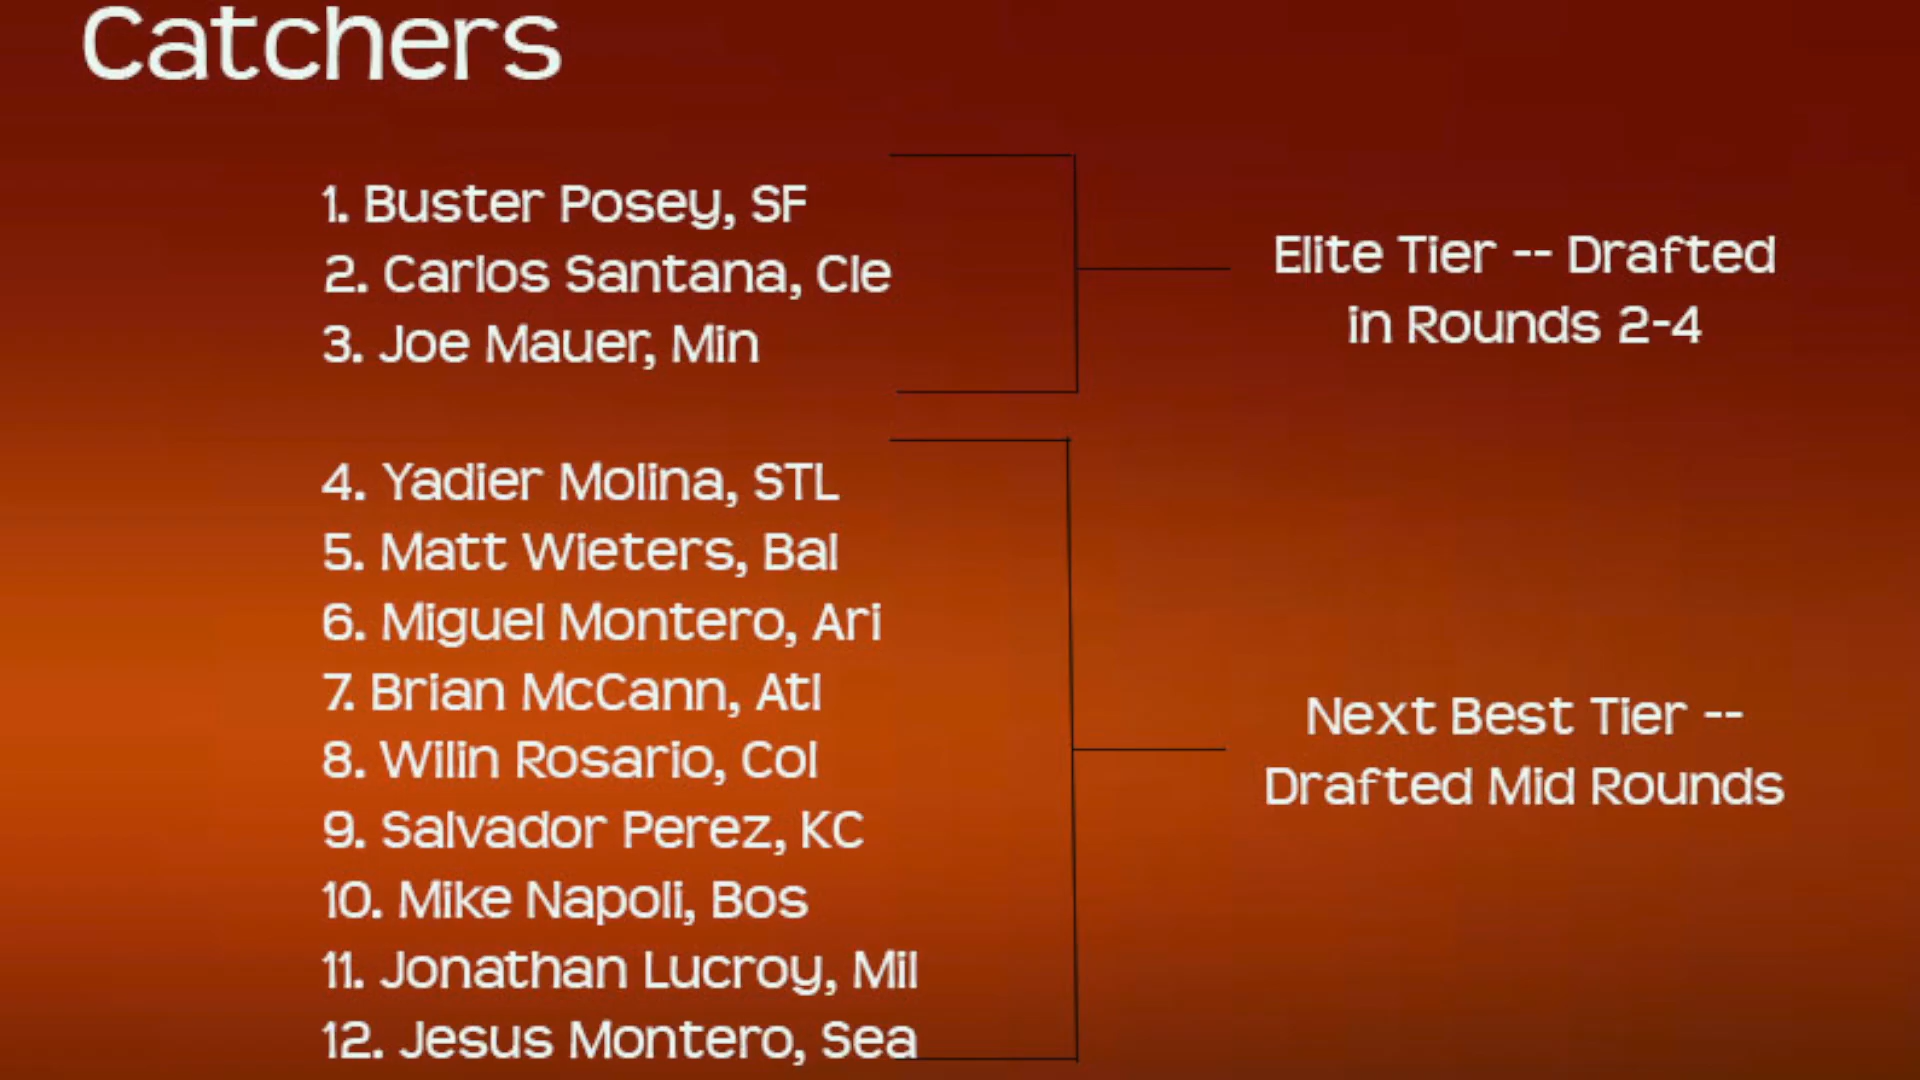 Catchers
1. Buster Posey, SF
2. Carlos Santana, Cle
3. Joe Mauer, Min
Elite Tier -- Drafted
in Rounds 2-4
4. Yadier Molina, STL
5. Matt Wieters, Bal
6. Miguel Montero, Ari
7. Brian McCann, Atl
8. Wilin Rosario, Col
9. Salvador Perez, KC
10. Mike Napoli, Bos
11. Jonathan Lucroy, Mil
12. Jesus Montero, Sea
Next Best Tier --
Drafted Mid Rounds